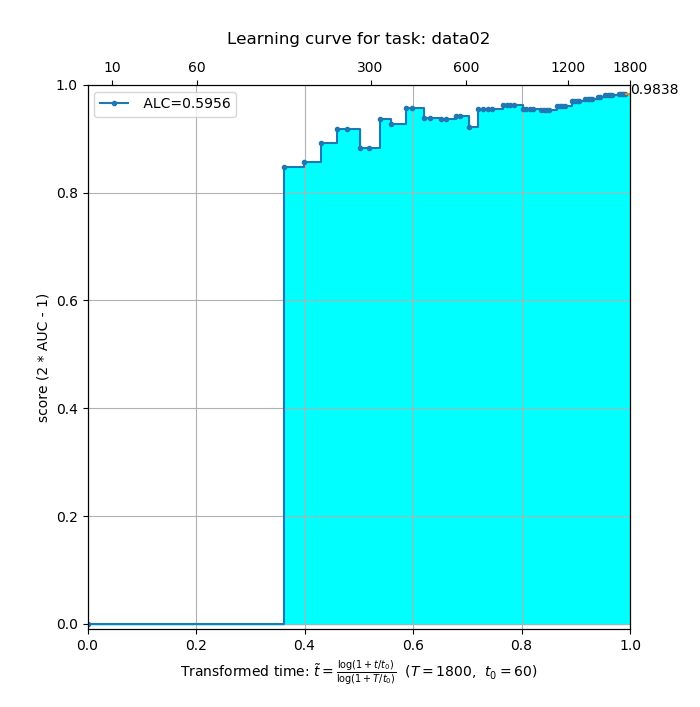 Learning curve for task: data02
10 60 300 600 1200 1800
ALC=0.5956
0.9838
1.0
0.8
0.6
0.4
0.2
0.0
score (2 * AUC - 1)
0.0 0.2 0.4 0.6 0.8 1.0
Transformed time: t̃ = log(1 + t/t₀) / log(1 + T/t₀) (T = 1800, t₀ = 60)